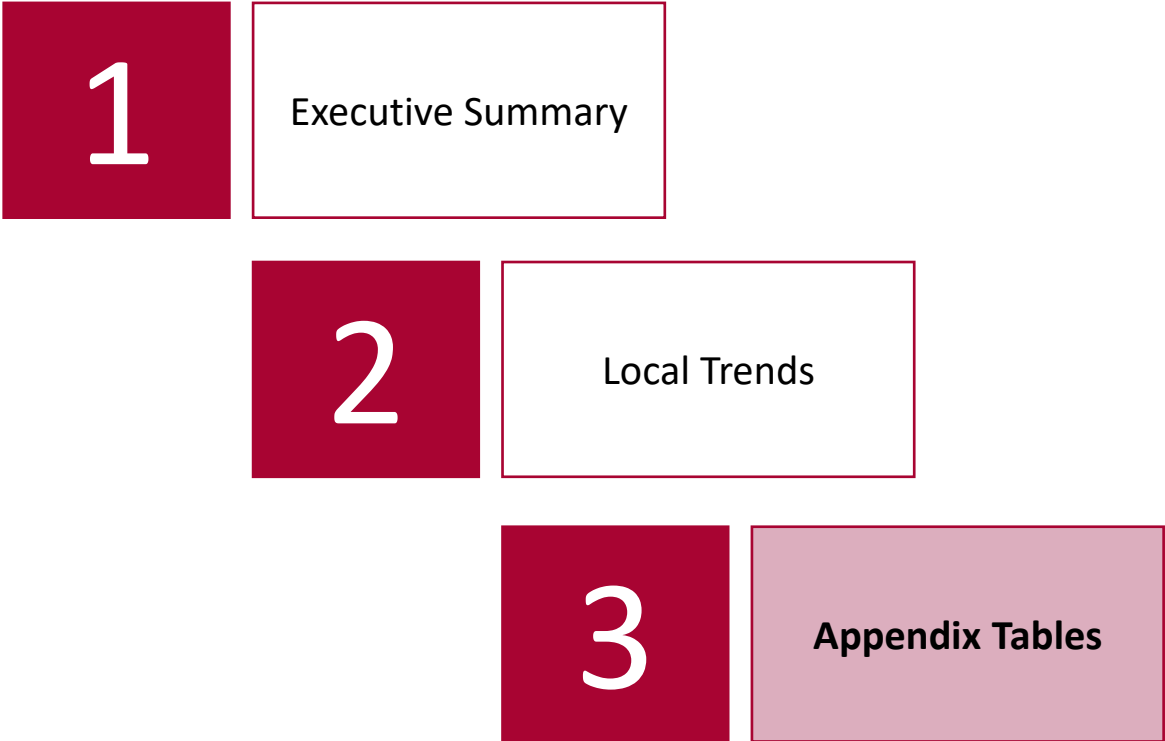 1
Executive Summary
2
Local Trends
3
Appendix Tables